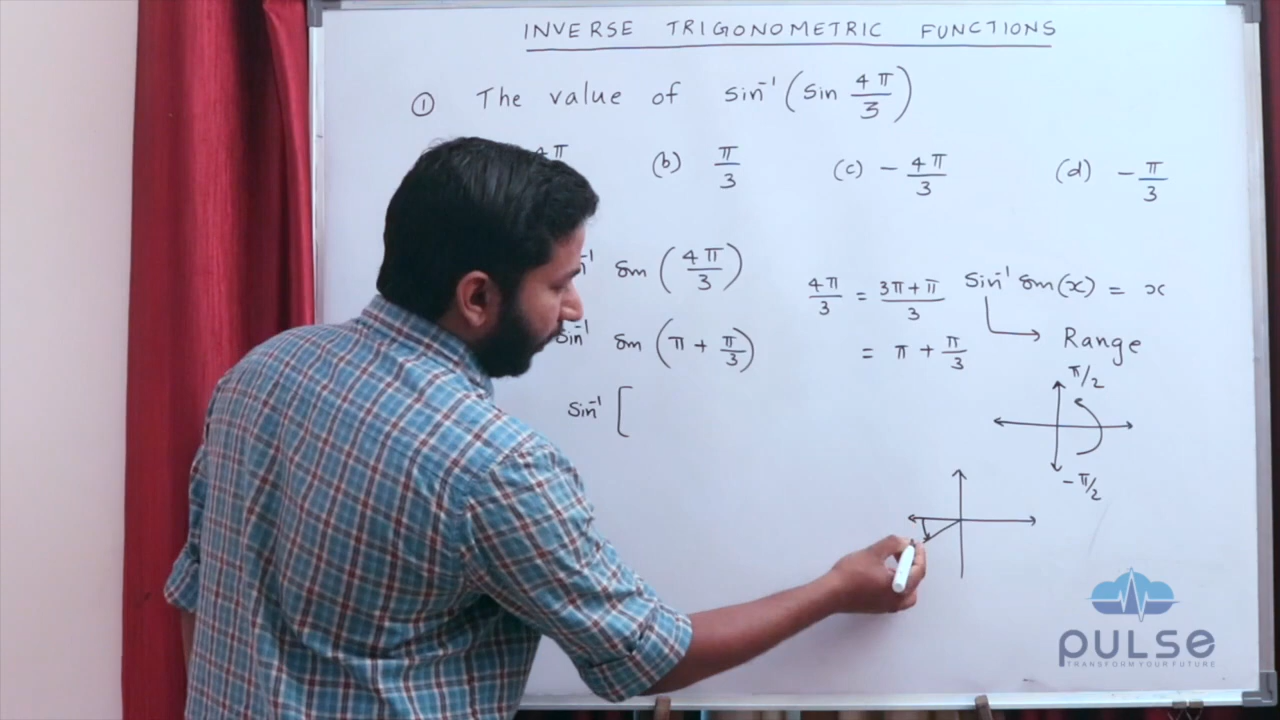 INVERSE TRIGONOMETRIC FUNCTIONS
① The value of sin⁻¹(sin 4π/3)
4π (b) π/3 (c) -4π/3 (d) -π/3
sin (4π/3)
4π/3 = 3π+π/3
sin⁻¹ sin(x) = x
sin⁻¹ sin (π + π/3)
= π + π/3
Range
sin⁻¹ [
π/2
-π/2
PULSE
TRANSFORM YOUR FUTURE